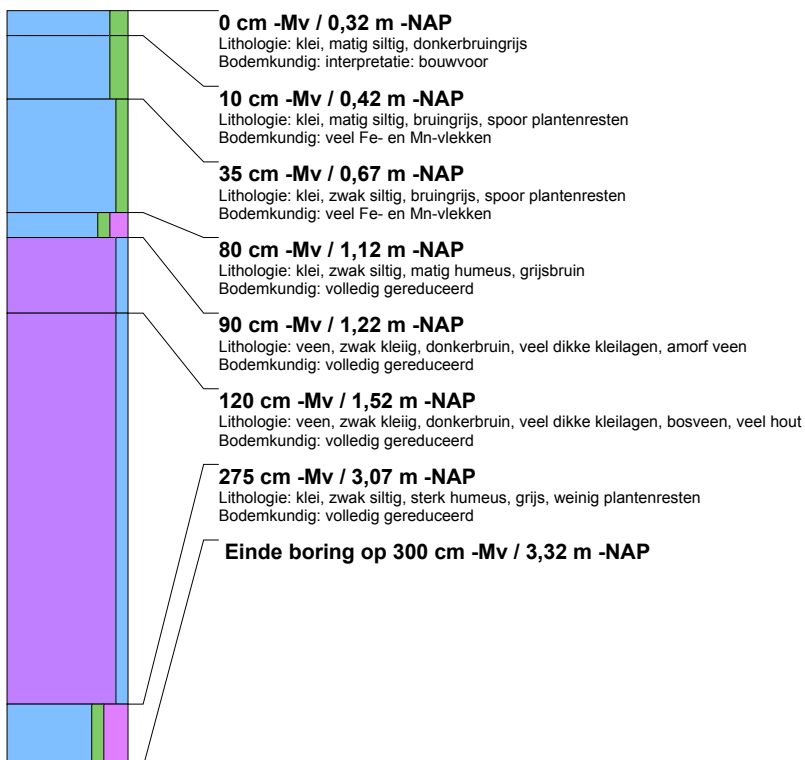 0 cm -Mv / 0,32 m -NAP
Lithologie: klei, matig siltig, donkerbruingrijs
Bodemkundig: interpretatie: bouwvoor
10 cm -Mv / 0,42 m -NAP
Lithologie: klei, matig siltig, bruingrijs, spoor plantenresten
Bodemkundig: veel Fe- en Mn-vlekken
35 cm -Mv / 0,67 m -NAP
Lithologie: klei, zwak siltig, bruingrijs, spoor plantenresten
Bodemkundig: veel Fe- en Mn-vlekken
80 cm -Mv / 1,12 m -NAP
Lithologie: klei, zwak siltig, matig humeus, grijsbruin
Bodemkundig: volledig gereduceerd
90 cm -Mv / 1,22 m -NAP
Lithologie: veen, zwak kleiig, donkerbruin, veel dikke kleilagen, amorf veen
Bodemkundig: volledig gereduceerd
120 cm -Mv / 1,52 m -NAP
Lithologie: veen, zwak kleiig, donkerbruin, veel dikke kleilagen, bosveen, veel hout
Bodemkundig: volledig gereduceerd
275 cm -Mv / 3,07 m -NAP
Lithologie: klei, zwak siltig, sterk humeus, grijs, weinig plantenresten
Bodemkundig: volledig gereduceerd
Einde boring op 300 cm -Mv / 3,32 m -NAP